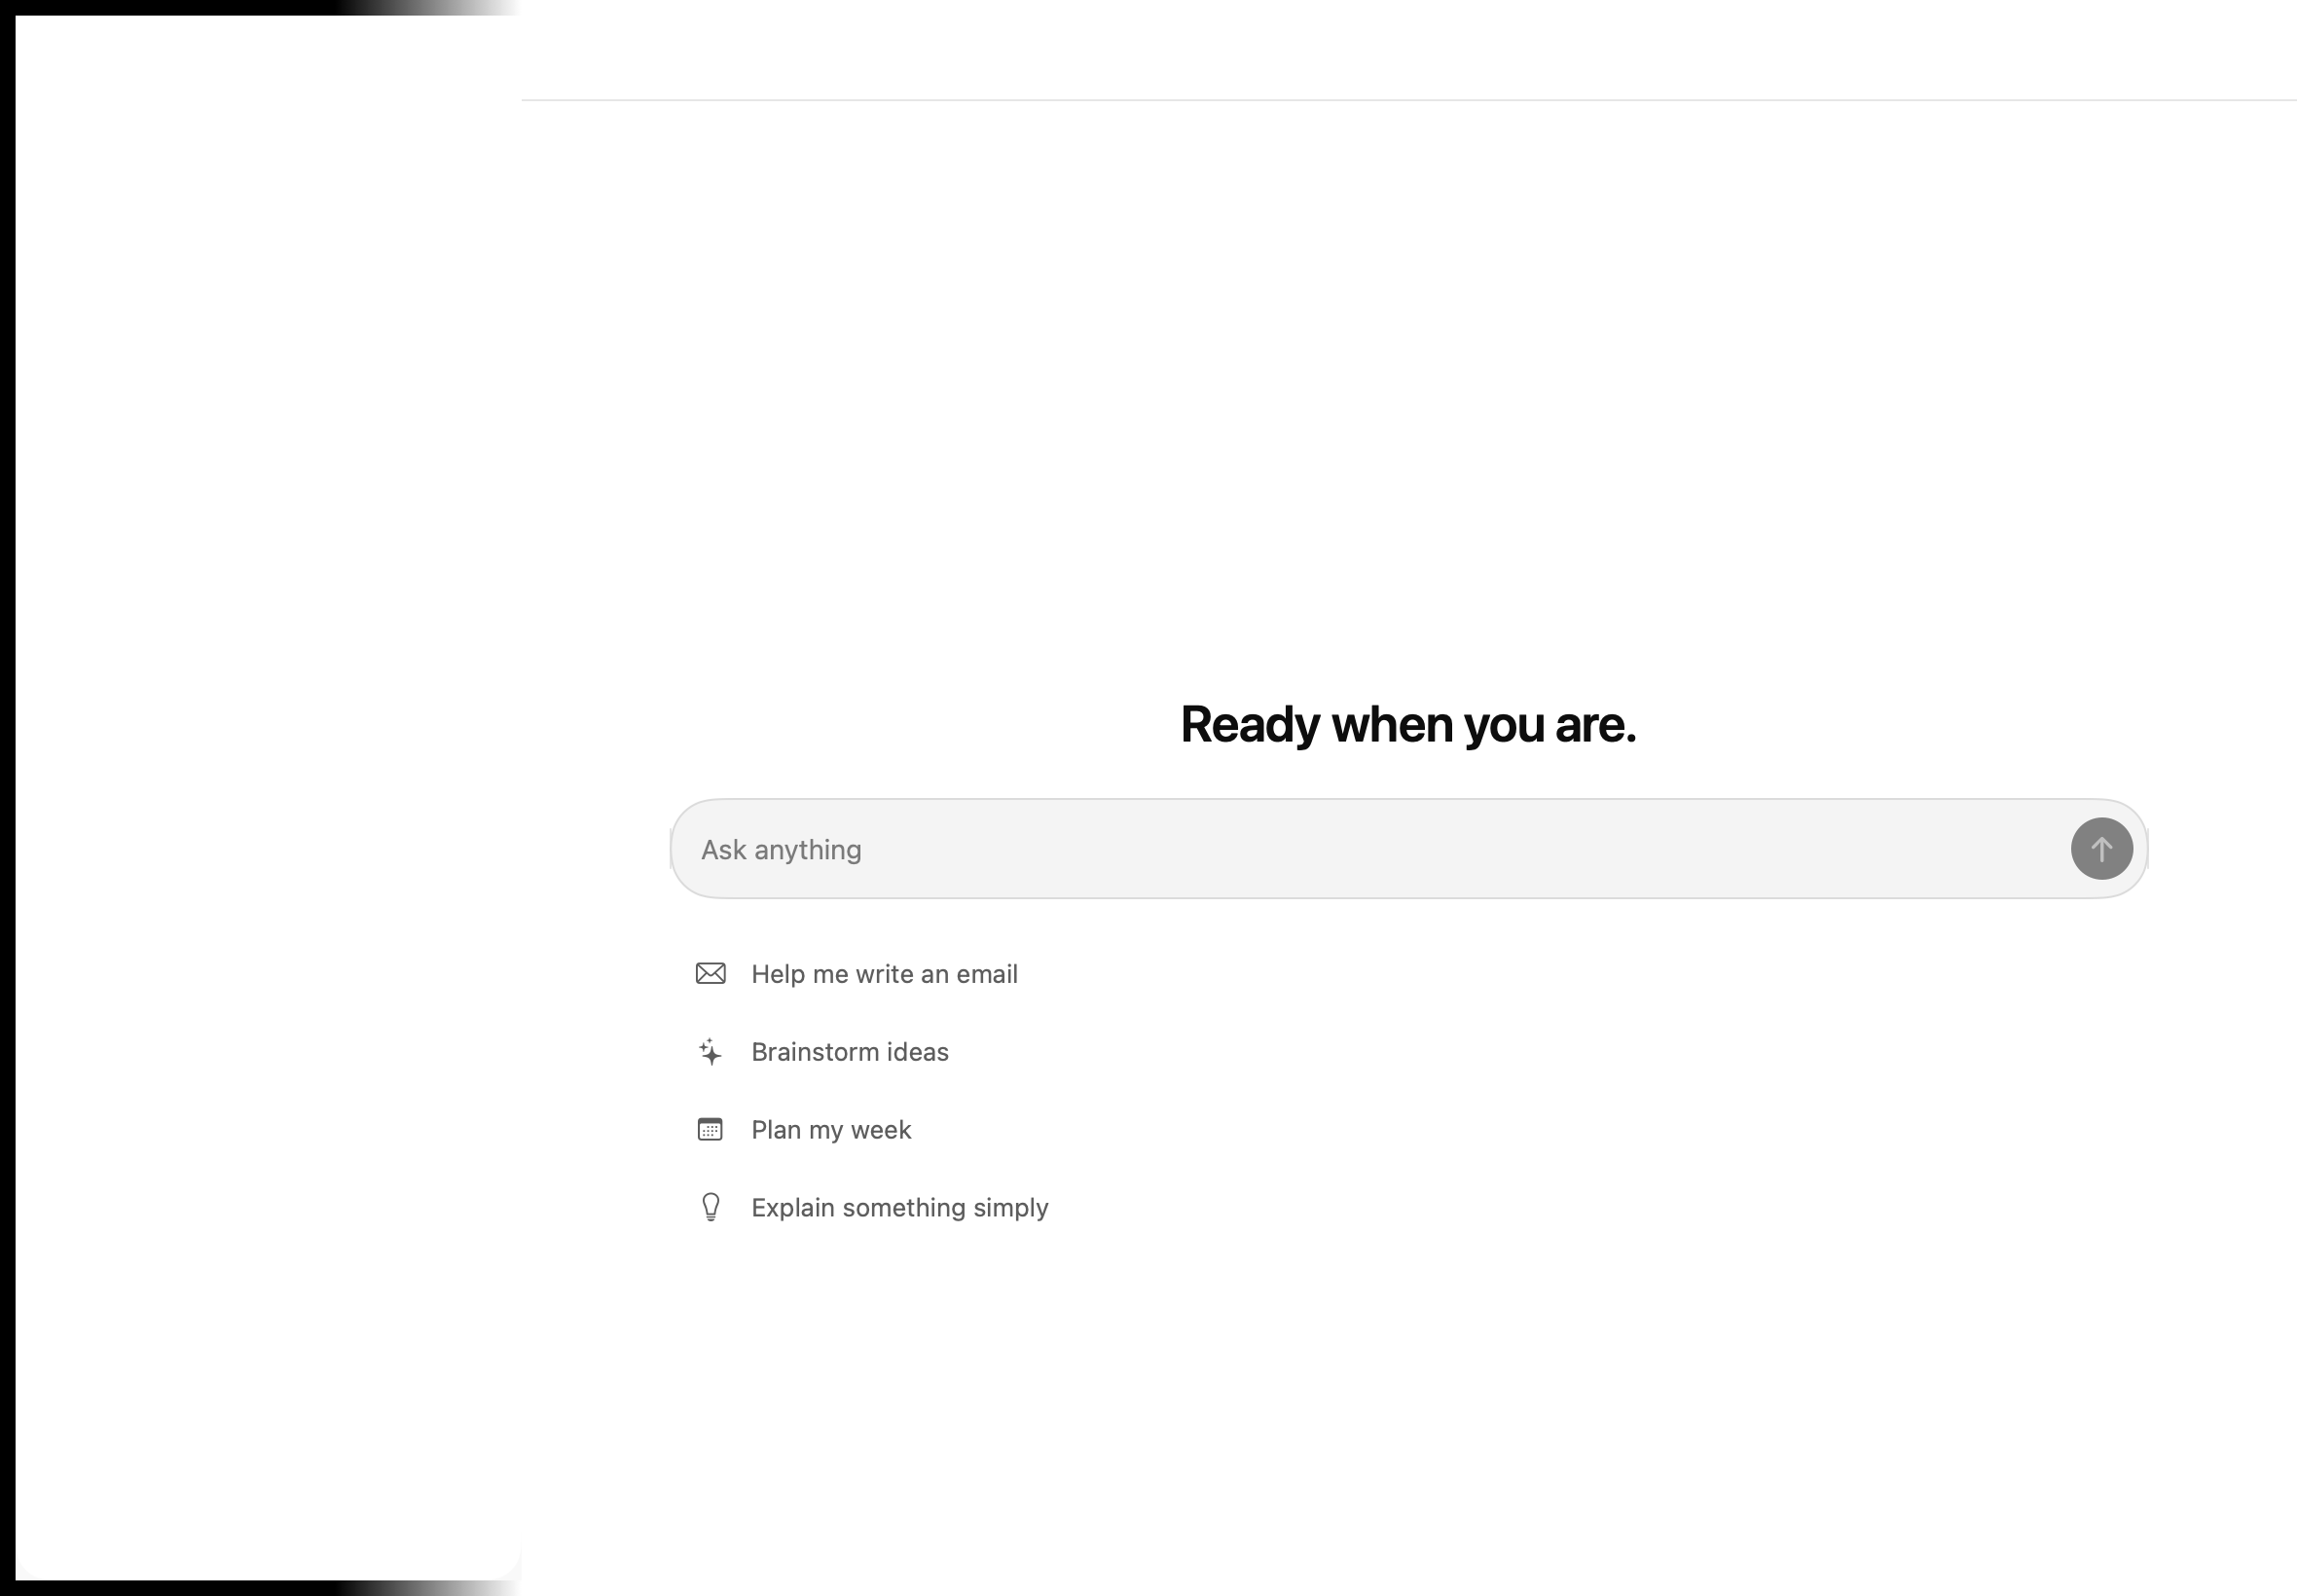 Ready when you are.
Ask anything
Help me write an email
Brainstorm ideas
Plan my week
Explain something simply